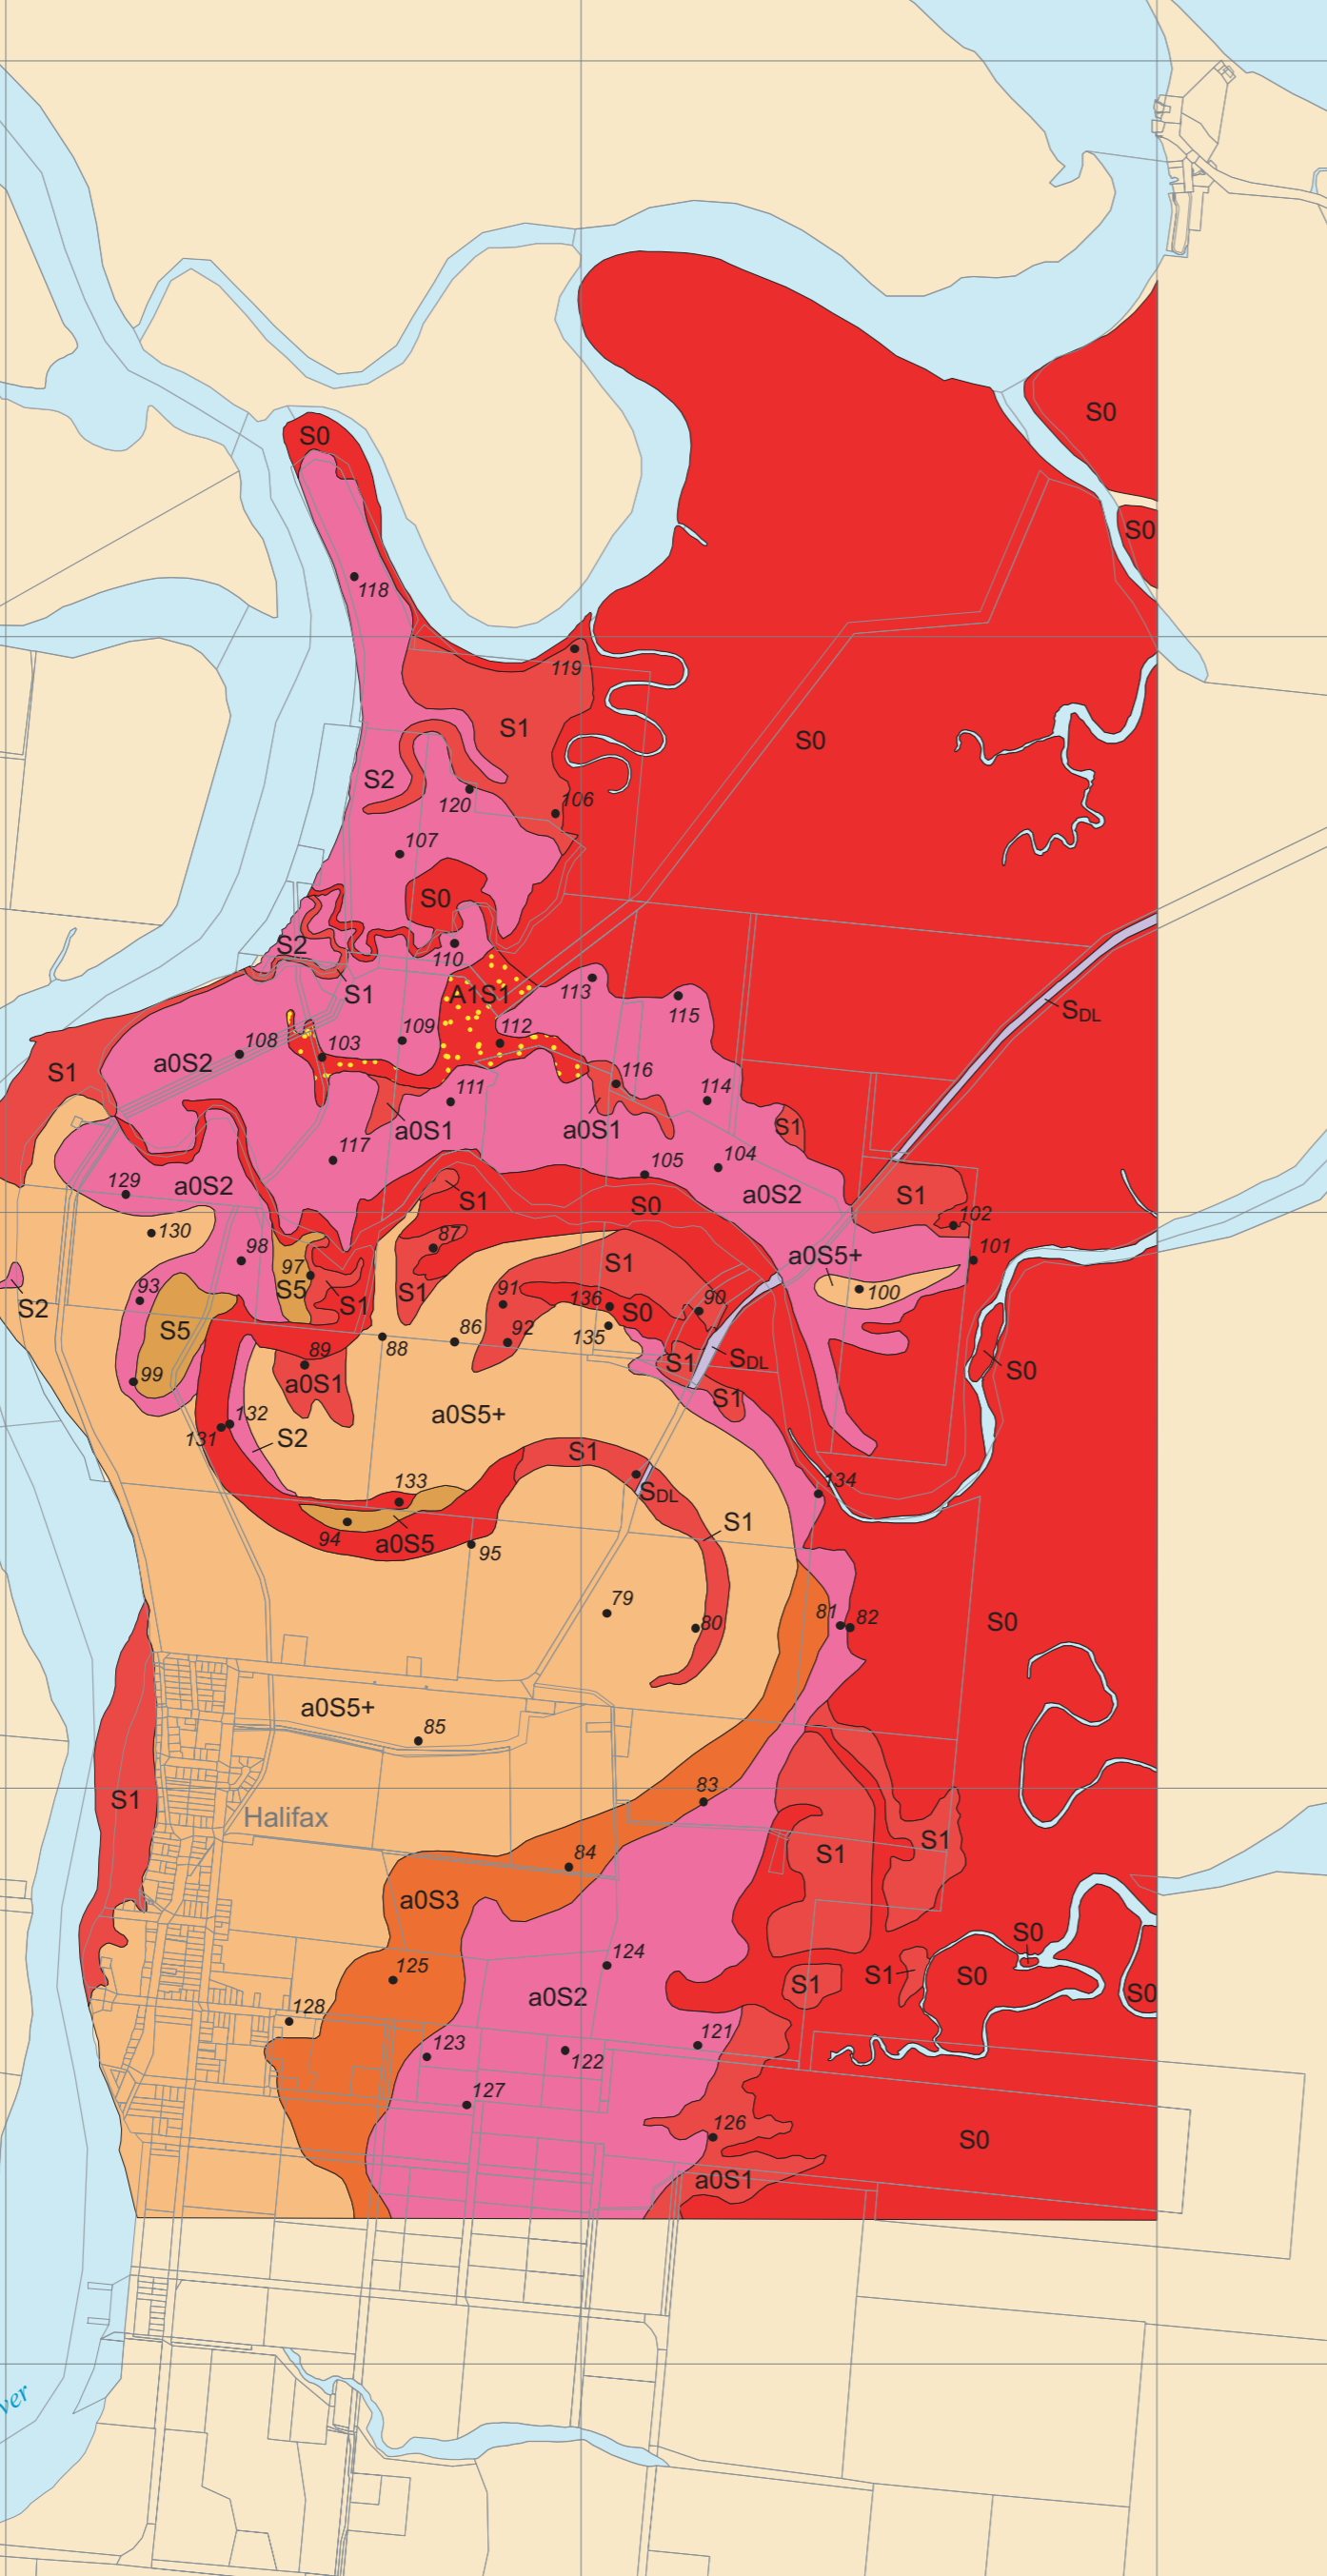 S0
S0
S0
118
119
S1
S0
S2
120
106
107
S0
S2
110
S1
A1S1
113
115
SDL
109
112
103
108
a0S2
S1
116
111
114
a0S1
a0S1
S1
117
105
104
129
a0S2
a0S2
S1
S1
S0
102
130
87
101
98
97
S1
a0S5+
93
S5
S1
S1
91
136
S0
90
100
S2
S5
86
92
135
88
89
SDL
S1
S0
99
a0S1
S1
132
131
S2
a0S5+
S1
133
SDL
134
94
a0S5
95
S1
79
80
81
82
S0
a0S5+
85
83
S1
Halifax
84
S1
S1
a0S3
124
S0
125
S1
S1
S0
S0
a0S2
128
121
123
122
127
126
S0
a0S1
ver